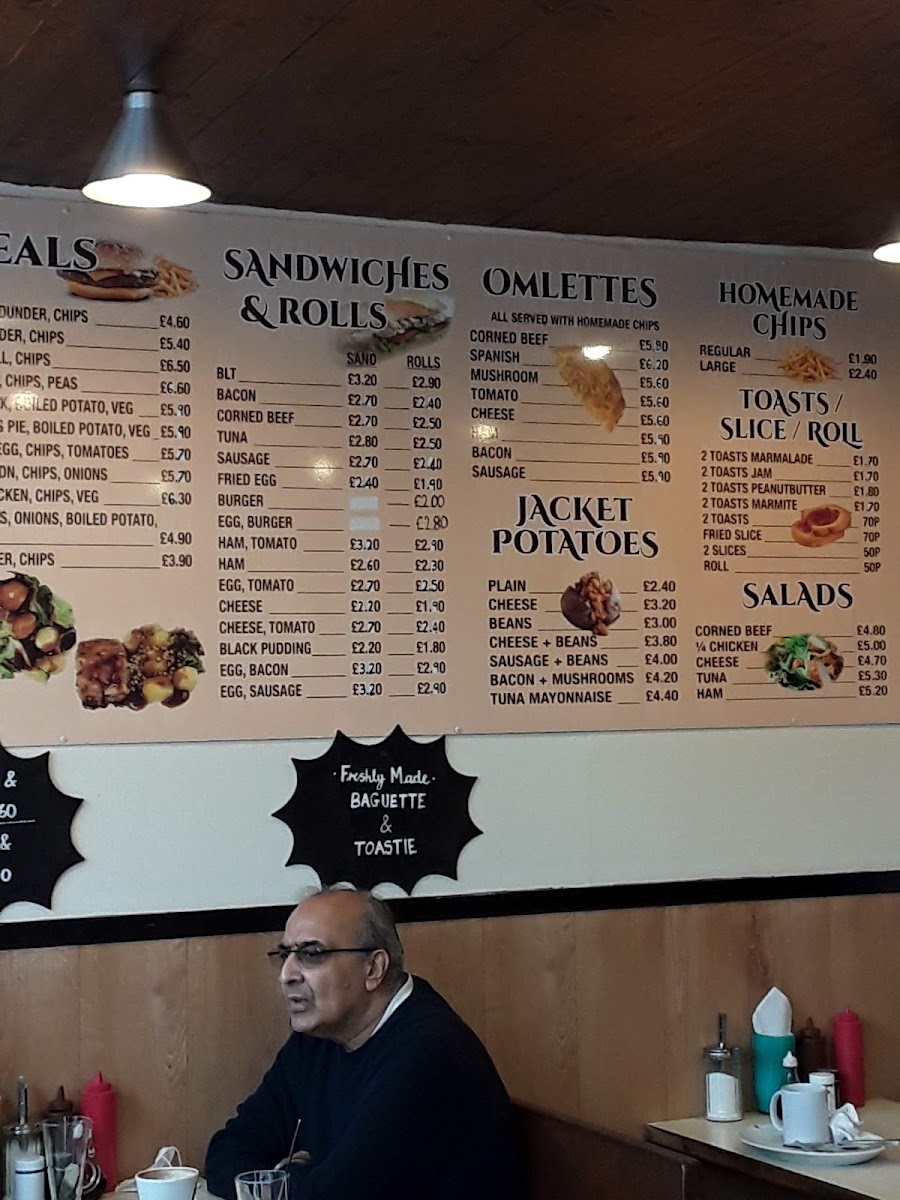 EALS
OUNDER, CHIPS £4.60
DER, CHIPS £5.40
L, CHIPS £6.50
, CHIPS, PEAS £6.60
K, BOILED POTATO, VEG £5.90
PIE, BOILED POTATO, VEG £5.90
EGG, CHIPS, TOMATOES £5.70
ON, CHIPS, ONIONS £5.70
CKEN, CHIPS, VEG £6.30
S, ONIONS, BOILED POTATO,
£4.90
ER, CHIPS £3.90
SANDWICHES
& ROLLS
SAND ROLLS
BLT £3.20 £2.90
BACON £2.70 £2.40
CORNED BEEF £2.70 £2.50
TUNA £2.80 £2.50
SAUSAGE £2.70 £2.40
FRIED EGG £2.40 £1.90
BURGER £2.00
EGG, BURGER £2.80
HAM, TOMATO £3.20 £2.90
HAM £2.60 £2.30
EGG, TOMATO £2.70 £2.50
CHEESE £2.20 £1.90
CHEESE, TOMATO £2.70 £2.40
BLACK PUDDING £2.20 £1.80
EGG, BACON £3.20 £2.90
EGG, SAUSAGE £3.20 £2.90
OMLETTES
ALL SERVED WITH HOMEMADE CHIPS
CORNED BEEF £5.90
SPANISH £6.20
MUSHROOM £5.60
TOMATO £5.60
CHEESE £5.60
HAM £5.90
BACON £5.90
SAUSAGE £5.90
JACKET
POTATOES
PLAIN £2.40
CHEESE £3.20
BEANS £3.00
CHEESE + BEANS £3.80
SAUSAGE + BEANS £4.00
BACON + MUSHROOMS £4.20
TUNA MAYONNAISE £4.40
HOMEMADE
CHIPS
REGULAR £1.90
LARGE £2.40
TOASTS /
SLICE / ROLL
2 TOASTS MARMALADE £1.70
2 TOASTS JAM £1.70
2 TOASTS PEANUTBUTTER £1.80
2 TOASTS MARMITE £1.70
2 TOASTS 70P
FRIED SLICE 70P
2 SLICES 50P
ROLL 50P
SALADS
CORNED BEEF £4.80
¼ CHICKEN £5.00
CHEESE £4.70
TUNA £5.30
HAM £5.20
&
60
&
0
· Freshly Made ·
BAGUETTE
&
TOASTIE